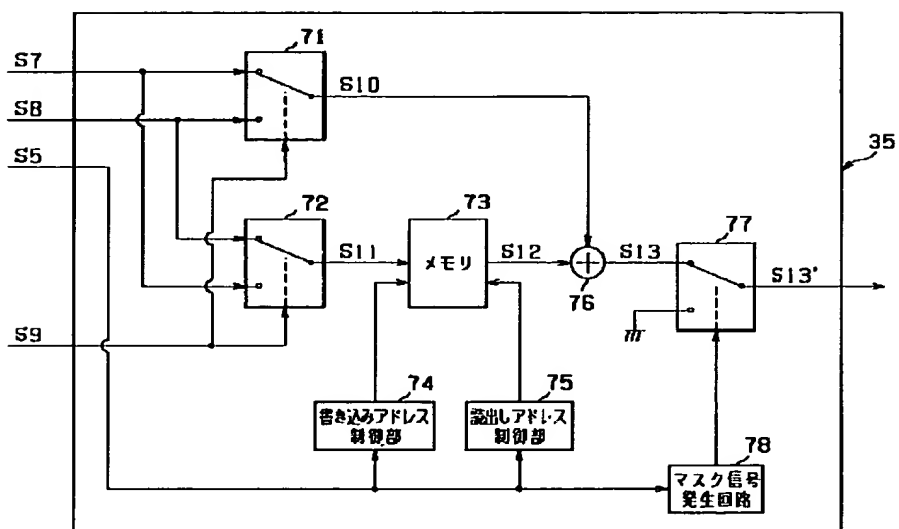 71
S7
S10
S8
S5
35
72
73
77
S11
メモリ
S12
S13
S13'
76
S9
74
75
書き込みアドレス
制御部
読出しアドレス
制御部
78
マスク信号
発生回路